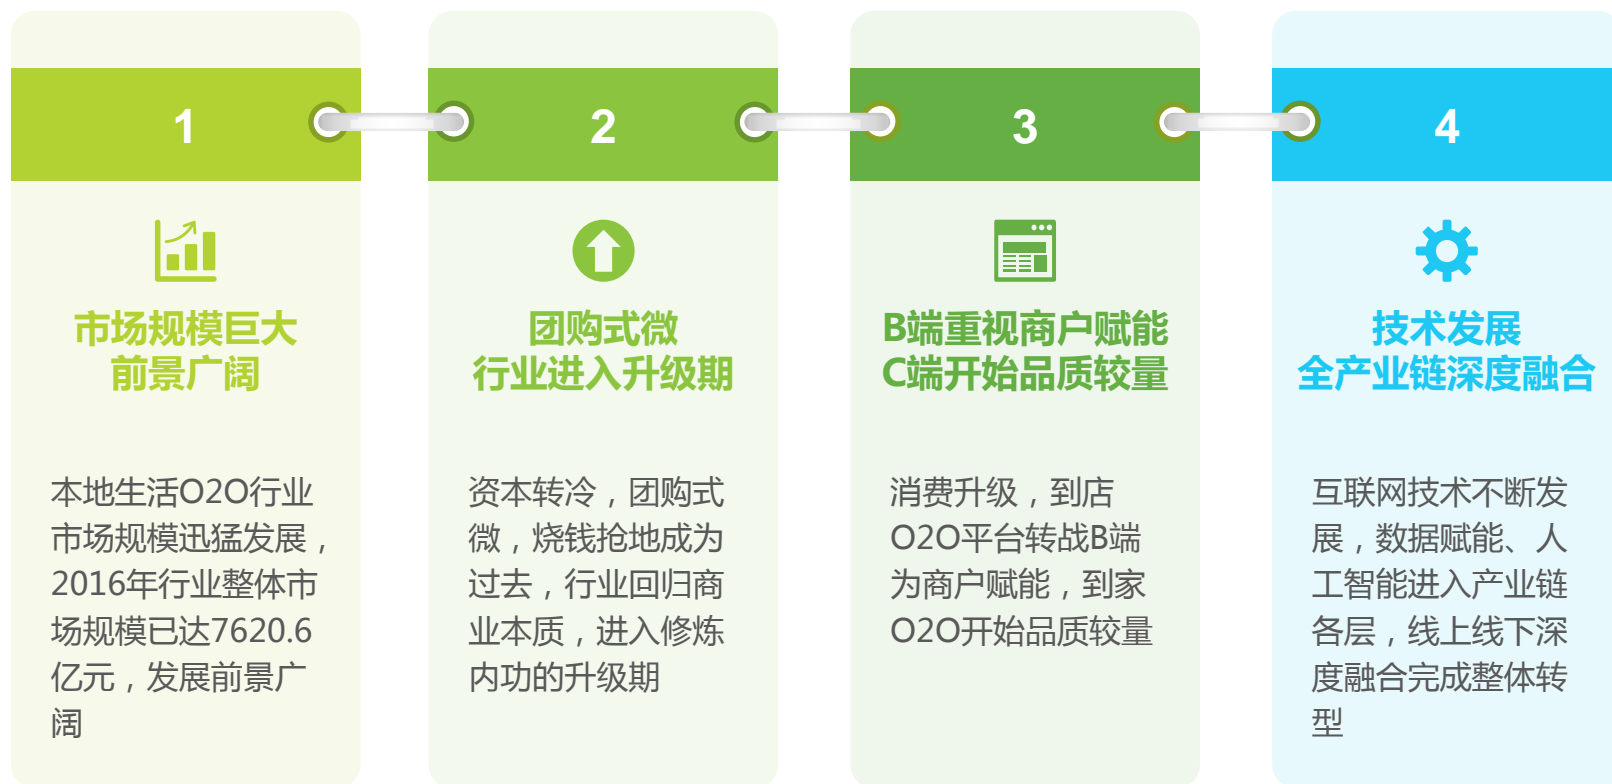 1
市场规模巨大
前景广阔
本地生活O2O行业
市场规模迅猛发展，
2016年行业整体市
场规模已达7620.6
亿元，发展前景广
阔
2
团购式微
行业进入升级期
资本转冷，团购式
微，烧钱抢地成为
过去，行业回归商
业本质，进入修炼
内功的升级期
3
B端重视商户赋能
C端开始品质较量
消费升级，到店
O2O平台转战B端
为商户赋能，到家
O2O开始品质较量
4
技术发展
全产业链深度融合
互联网技术不断发
展，数据赋能、人
工智能进入产业链
各层，线上线下深
度融合完成整体转
型